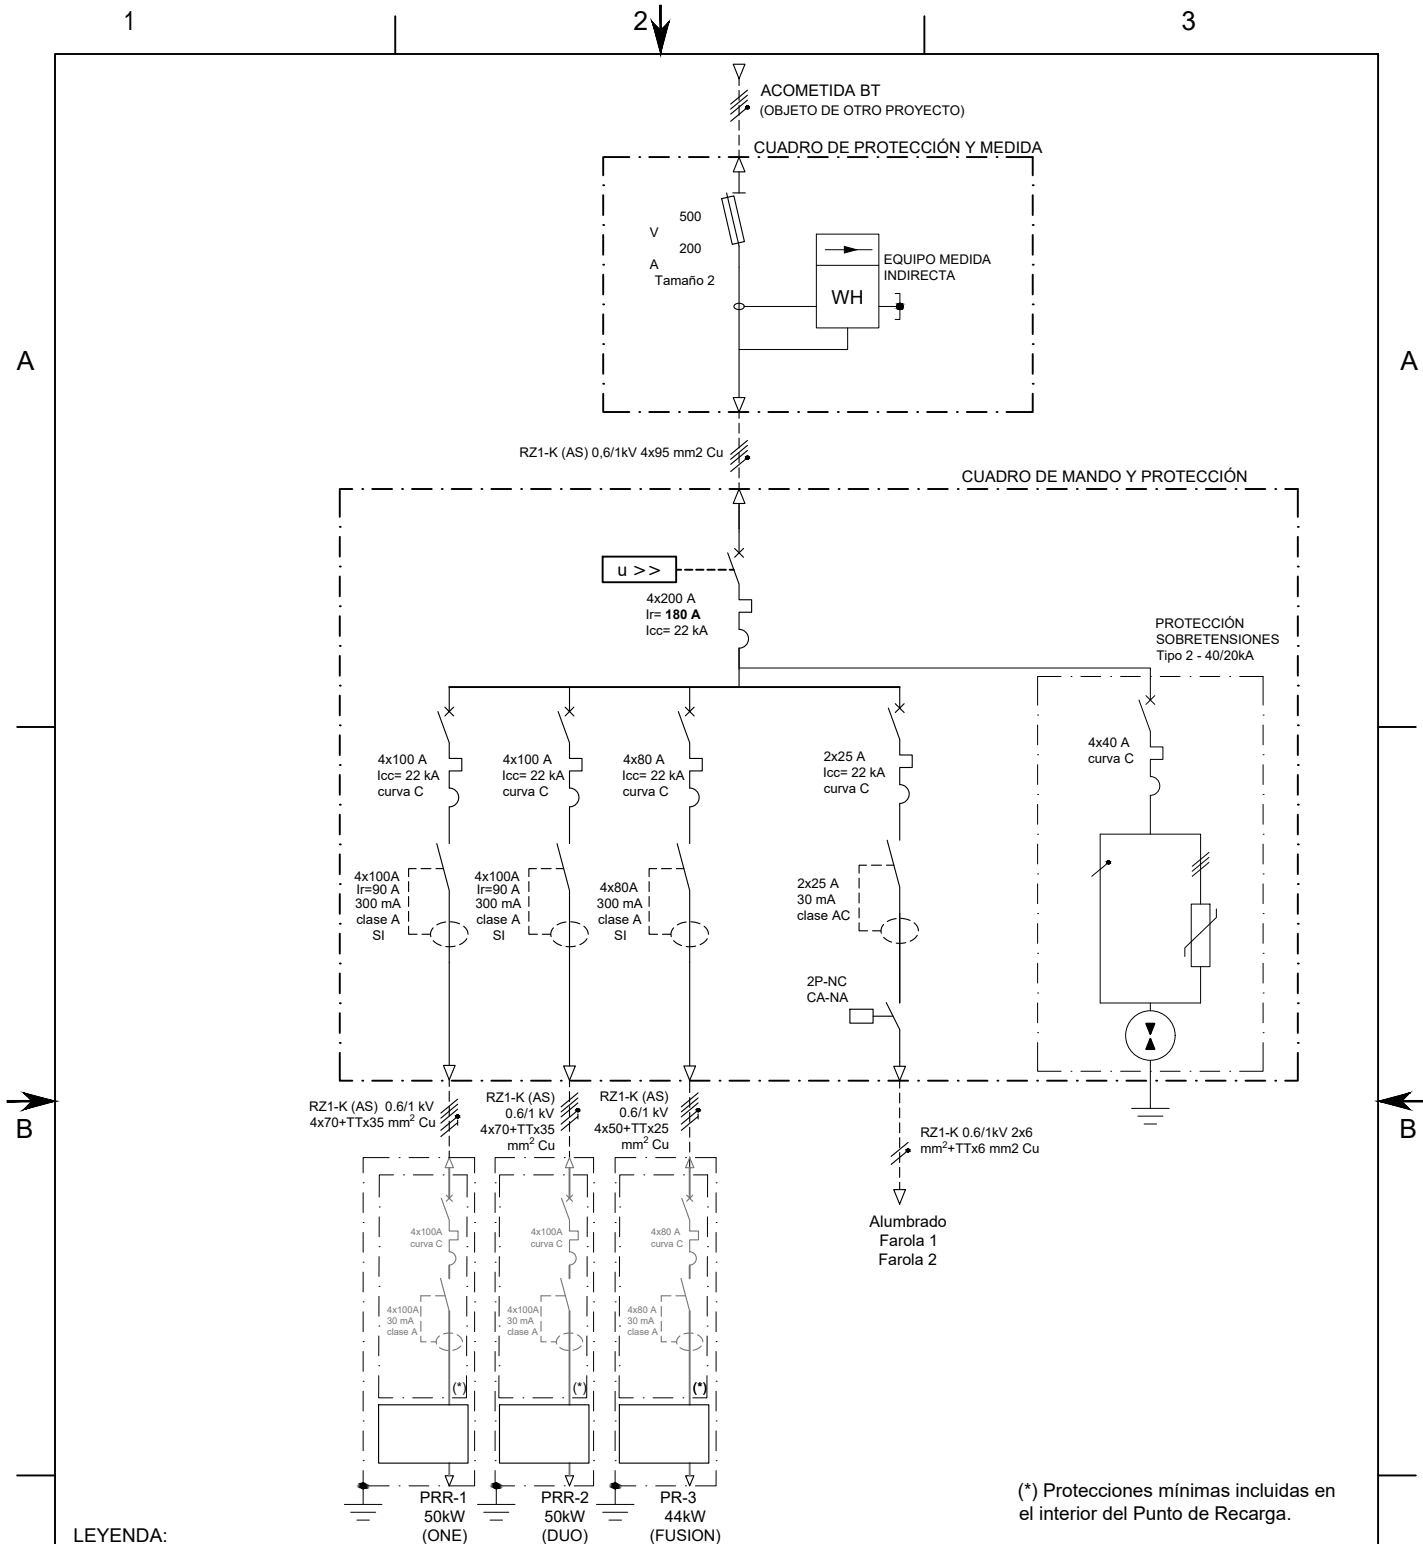 1
2
3
ACOMETIDA BT
(OBJETO DE OTRO PROYECTO)
CUADRO DE PROTECCIÓN Y MEDIDA
500
V
200
A
Tamaño 2
EQUIPO MEDIDA
INDIRECTA
WH
A
A
RZ1-K (AS) 0,6/1kV 4x95 mm2 Cu
CUADRO DE MANDO Y PROTECCIÓN
u >>
4x200 A
Ir= 180 A
Icc= 22 kA
PROTECCIÓN
SOBRETENSIONES
Tipo 2 - 40/20kA
4x100 A
Icc= 22 kA
curva C
4x100 A
Icc= 22 kA
curva C
4x80 A
Icc= 22 kA
curva C
2x25 A
Icc= 22 kA
curva C
4x40 A
curva C
4x100A
Ir=90 A
300 mA
clase A
SI
4x100A
Ir=90 A
300 mA
clase A
SI
4x80A
300 mA
clase A
SI
2x25 A
30 mA
clase AC
2P-NC
CA-NA
B
B
RZ1-K (AS) 0.6/1 kV
4x70+TTx35 mm² Cu
RZ1-K (AS)
0.6/1 kV
4x70+TTx35
mm² Cu
RZ1-K (AS)
0.6/1 kV
4x50+TTx25
mm² Cu
RZ1-K 0.6/1kV 2x6
mm²+TTx6 mm2 Cu
Alumbrado
Farola 1
Farola 2
4x100A
curva C
4x100A
curva C
4x80 A
curva C
4x100A
30 mA
clase A
4x100A
30 mA
clase A
4x80 A
30 mA
clase A
(*)
(*)
(*)
PRR-1
50kW
(ONE)
PRR-2
50kW
(DUO)
PR-3
44kW
(FUSION)
(*) Protecciones mínimas incluidas en
el interior del Punto de Recarga.
LEYENDA: